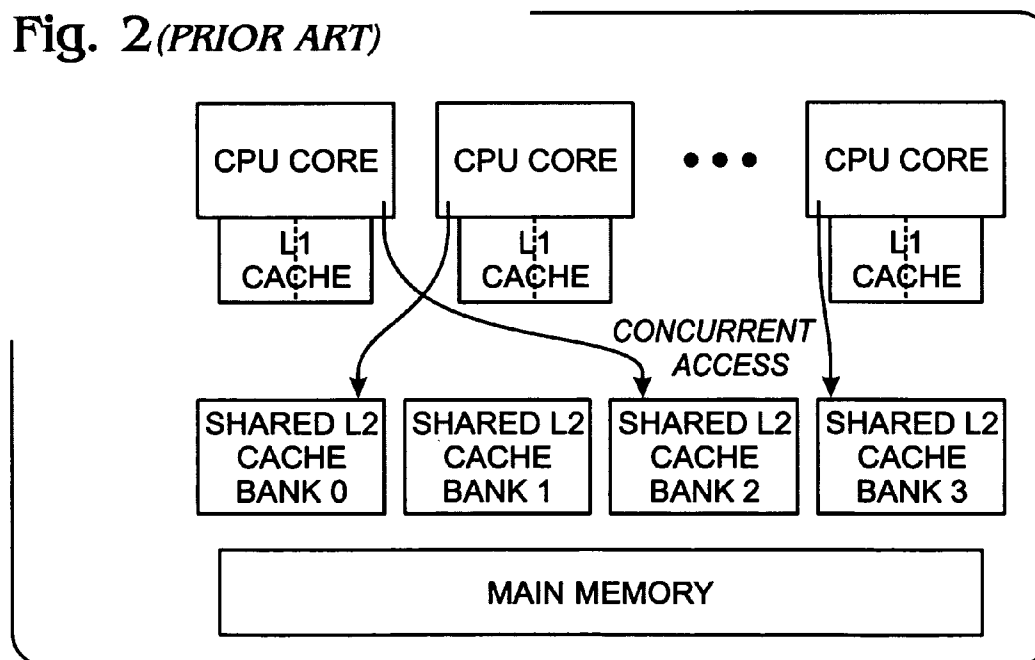 Fig. 2 (PRIOR ART)
CPU CORE
CPU CORE
CPU CORE
L1
CACHE
L1
CACHE
L1
CACHE
CONCURRENT
ACCESS
SHARED L2
CACHE
BANK 0
SHARED L2
CACHE
BANK 1
SHARED L2
CACHE
BANK 2
SHARED L2
CACHE
BANK 3
MAIN MEMORY